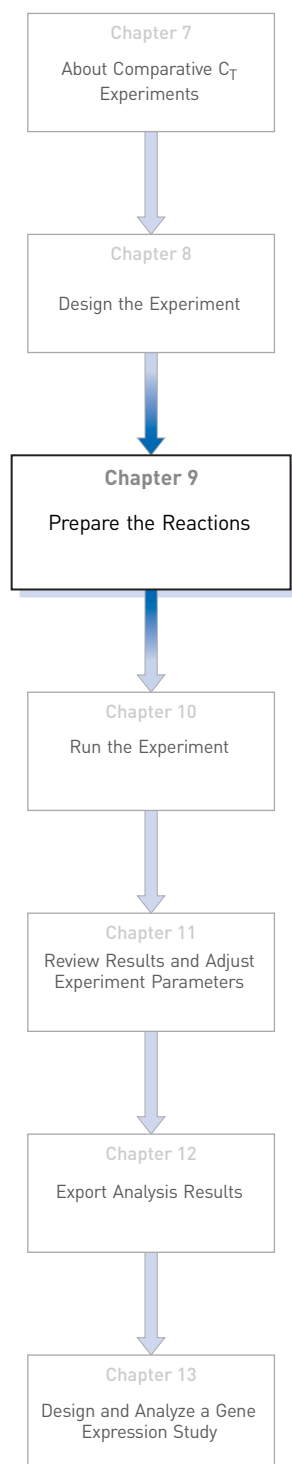 Chapter 7
About Comparative CT
Experiments
Chapter 8
Design the Experiment
Chapter 9
Prepare the Reactions
Chapter 10
Run the Experiment
Chapter 11
Review Results and Adjust
Experiment Parameters
Chapter 12
Export Analysis Results
Chapter 13
Design and Analyze a Gene
Expression Study